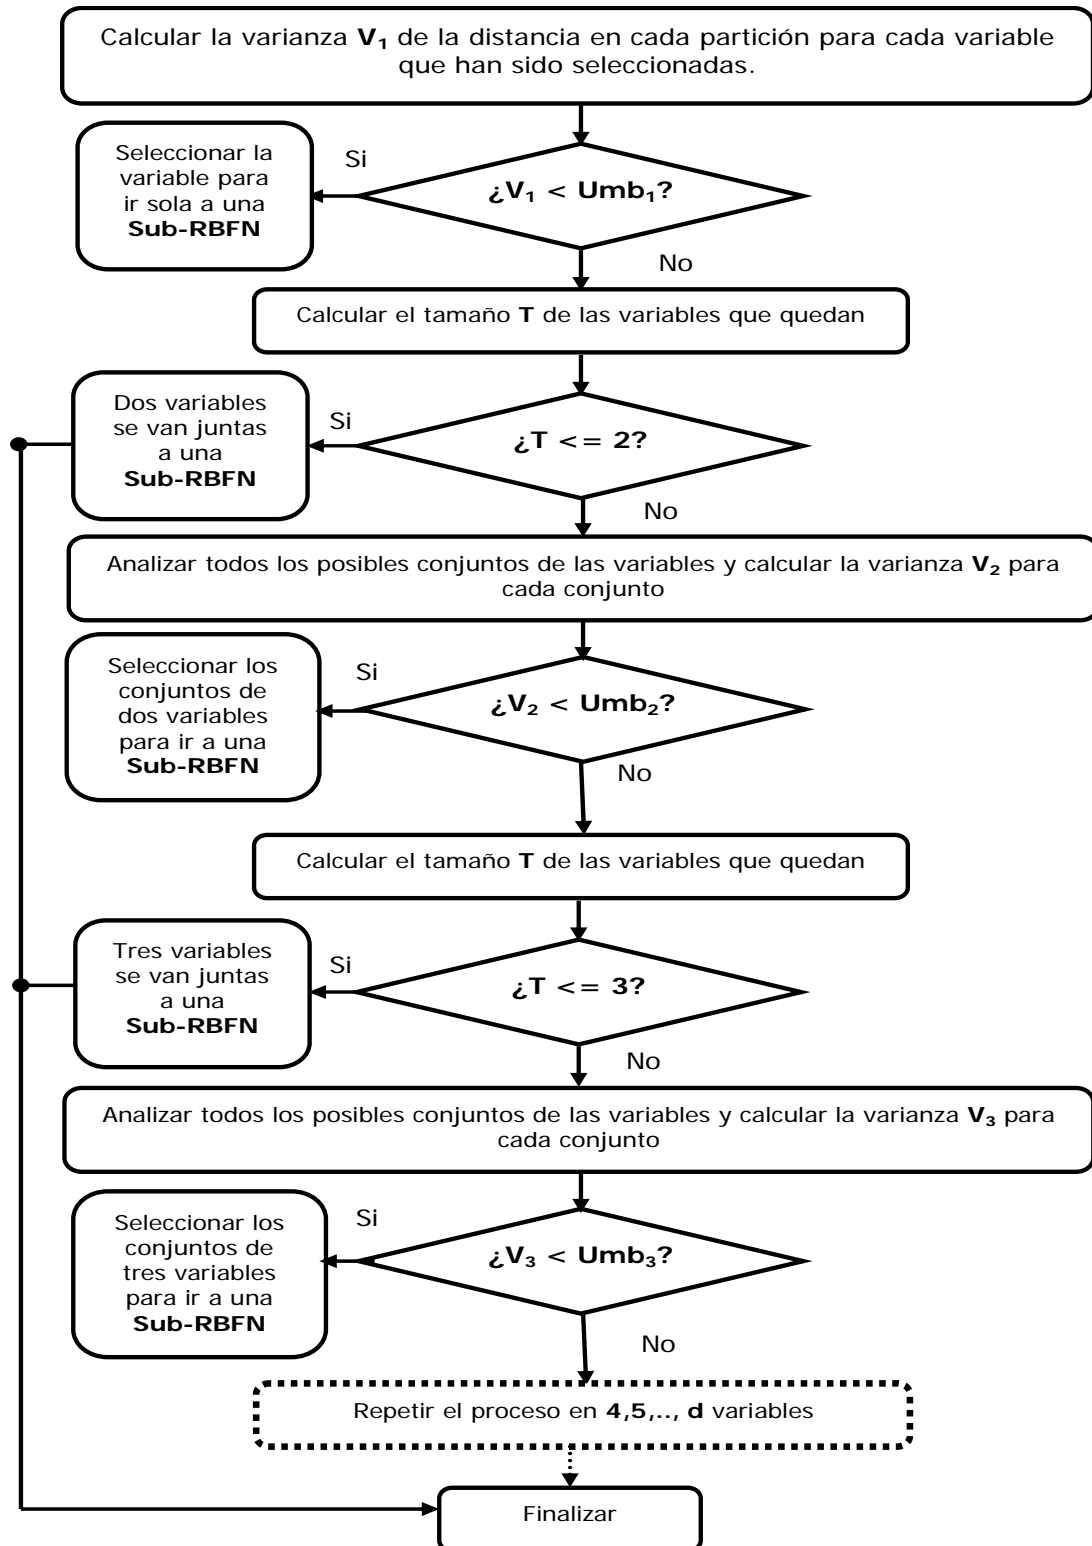 Calcular la varianza V₁ de la distancia en cada partición para cada variable
que han sido seleccionadas.
Seleccionar la
variable para
ir sola a una
Sub-RBFN
Si
¿V₁ < Umb₁?
No
Calcular el tamaño T de las variables que quedan
Dos variables
se van juntas
a una
Sub-RBFN
Si
¿T <= 2?
No
Analizar todos los posibles conjuntos de las variables y calcular la varianza V₂ para
cada conjunto
Seleccionar los
conjuntos de
dos variables
para ir a una
Sub-RBFN
Si
¿V₂ < Umb₂?
No
Calcular el tamaño T de las variables que quedan
Tres variables
se van juntas
a una
Sub-RBFN
Si
¿T <= 3?
No
Analizar todos los posibles conjuntos de las variables y calcular la varianza V₃ para
cada conjunto
Seleccionar los
conjuntos de
tres variables
para ir a una
Sub-RBFN
Si
¿V₃ < Umb₃?
No
Repetir el proceso en 4,5,.., d variables
Finalizar